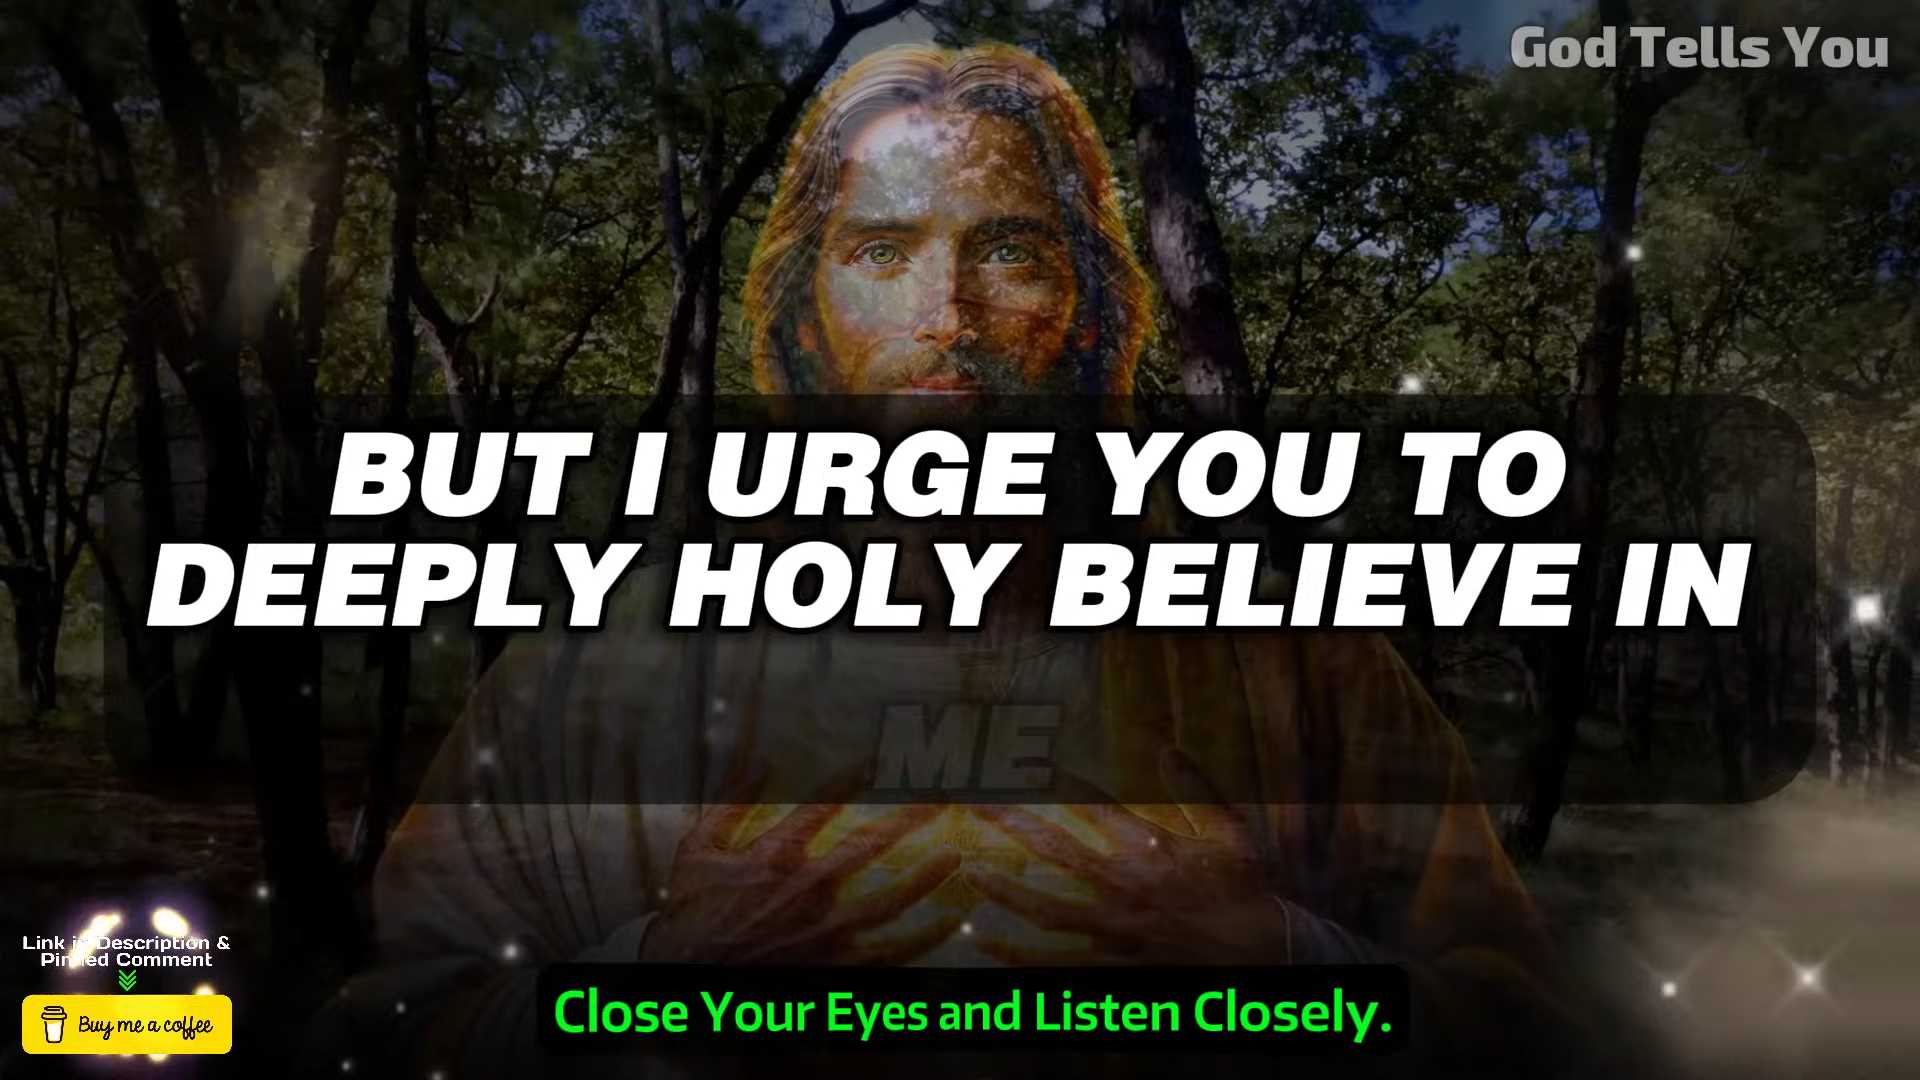 God Tells You
BUT I URGE YOU TO
DEEPLY HOLY BELIEVE IN
ME
Link in Description &
Pinned Comment
Buy me a coffee
Close Your Eyes and Listen Closely.